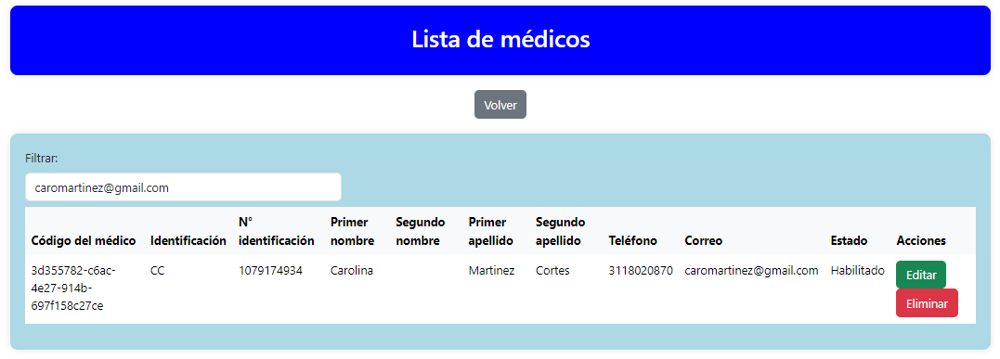 Lista de médicos
Volver
Filtrar:
caromartinez@gmail.com
Código del médico Identificación N° identificación Primer nombre Segundo nombre Primer apellido Segundo apellido Teléfono Correo Estado Acciones
3d355782-c6ac- CC 1079174934 Carolina Martinez Cortes 3118020870 caromartinez@gmail.com Habilitado Editar
4e27-914b-
697f158c27ce Eliminar